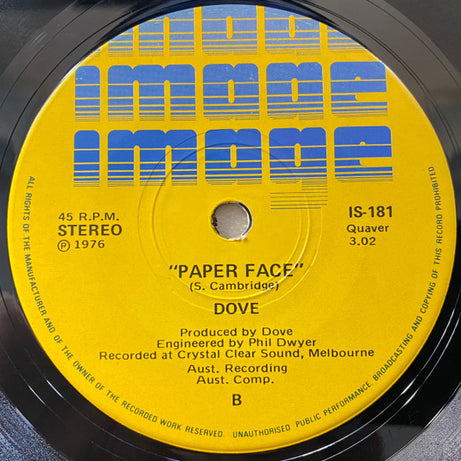 image
image
image
45 R.P.M.
STEREO
Ⓟ 1976
IS-181
Quaver
3.02
"PAPER FACE"
(S. Cambridge)
DOVE
Produced by Dove
Engineered by Phil Dwyer
Recorded at Crystal Clear Sound, Melbourne
Aust. Recording
Aust. Comp.
B
ALL RIGHTS OF THE MANUFACTURER AND OF THE OWNER OF THE RECORDED WORK RESERVED. UNAUTHORISED PUBLIC PERFORMANCE, BROADCASTING AND COPYING OF THIS RECORD PROHIBITED